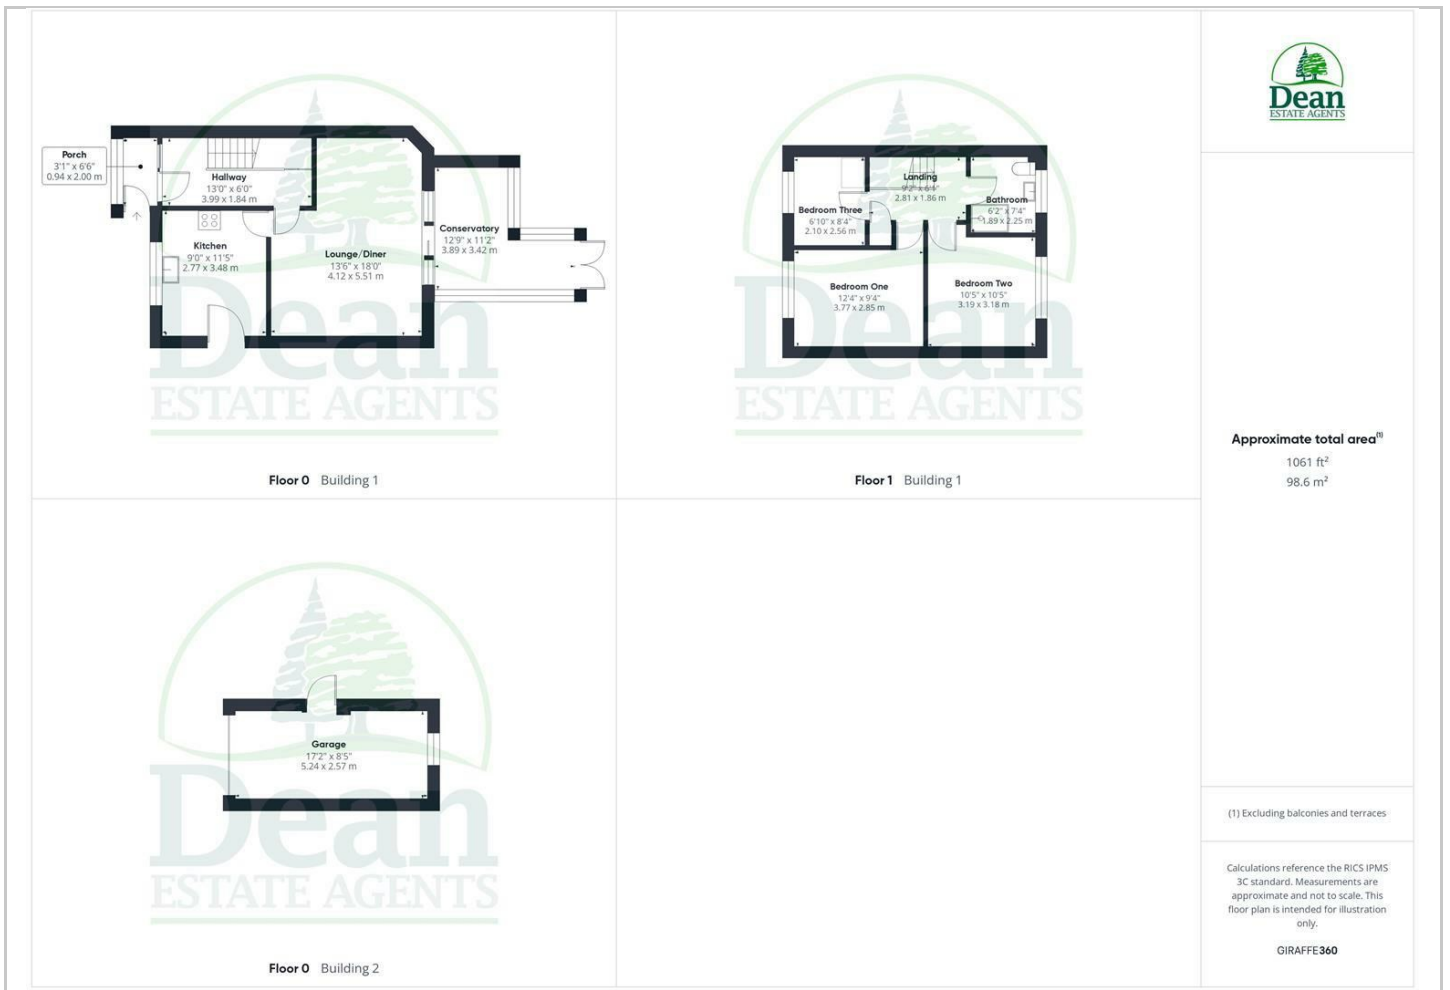 Porch
3'1" x 6'6"
0.94 x 2.00 m
Hallway
13'0" x 6'0"
3.99 x 1.84 m
Kitchen
9'0" x 11'5"
2.77 x 3.48 m
Lounge/Diner
13'6" x 18'0"
4.12 x 5.51 m
Conservatory
12'9" x 11'2"
3.89 x 3.42 m
Dean
ESTATE AGENTS
Floor 0 Building 1
Landing
9'2" x 6'1"
2.81 x 1.86 m
Bedroom Three
6'10" x 8'4"
2.10 x 2.56 m
Bathroom
6'2" x 7'4"
1.89 x 2.25 m
Bedroom One
12'4" x 9'4"
3.77 x 2.85 m
Bedroom Two
10'5" x 10'5"
3.19 x 3.18 m
Dean
ESTATE AGENTS
Floor 1 Building 1
Garage
17'2" x 8'5"
5.24 x 2.57 m
Dean
ESTATE AGENTS
Floor 0 Building 2
Dean
ESTATE AGENTS
Approximate total area(1)
1061 ft²
98.6 m²
(1) Excluding balconies and terraces
Calculations reference the RICS IPMS
3C standard. Measurements are
approximate and not to scale. This
floor plan is intended for illustration
only.
GIRAFFE360